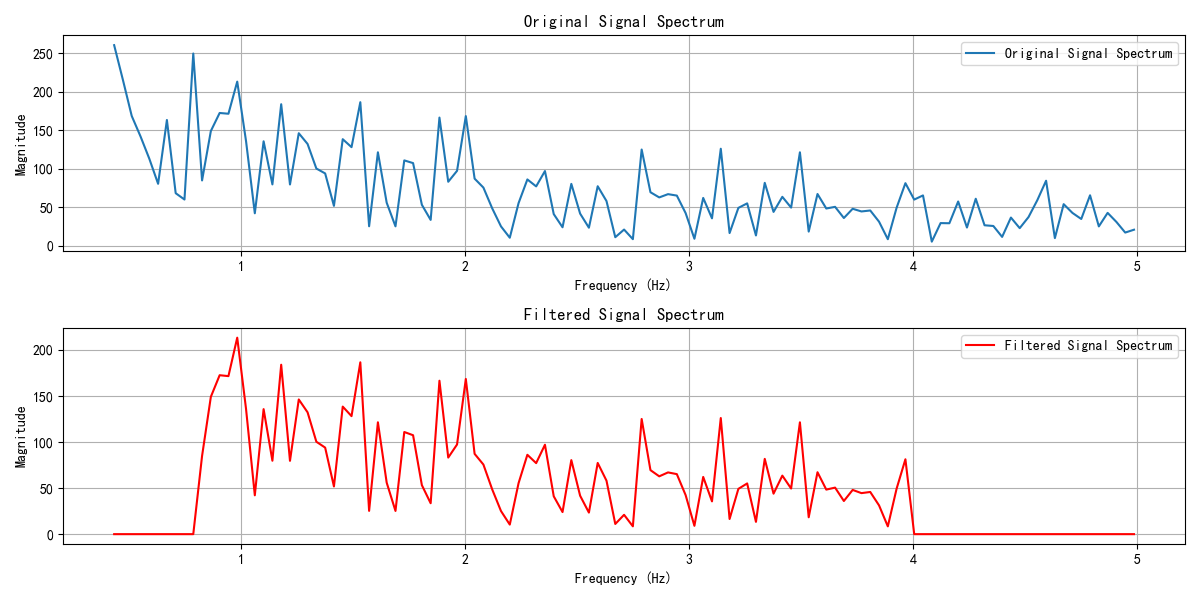 Original Signal Spectrum
Original Signal Spectrum
Magnitude
250
200
150
100
50
0
1 2 3 4 5
Frequency (Hz)
Filtered Signal Spectrum
Filtered Signal Spectrum
Magnitude
200
150
100
50
0
1 2 3 4 5
Frequency (Hz)